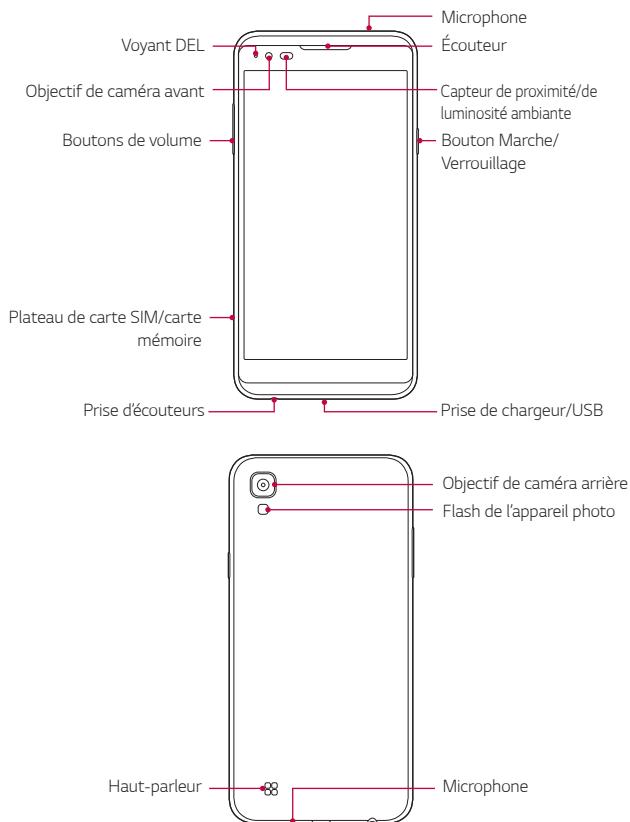 Microphone
Voyant DEL
Écouteur
Objectif de caméra avant
Capteur de proximité/de
luminosité ambiante
Boutons de volume
Bouton Marche/
Verrouillage
Plateau de carte SIM/carte
mémoire
Prise d'écouteurs
Prise de chargeur/USB
Objectif de caméra arrière
Flash de l'appareil photo
Haut-parleur
Microphone